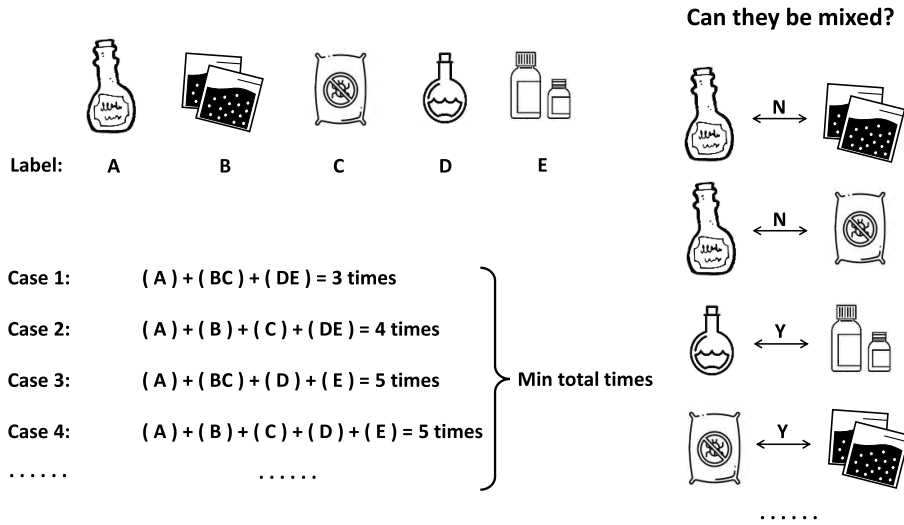 Can they be mixed?
N
Label: A B C D E
N
Case 1: ( A ) + ( BC ) + ( DE ) = 3 times
Case 2: ( A ) + ( B ) + ( C ) + ( DE ) = 4 times
Y
Case 3: ( A ) + ( BC ) + ( D ) + ( E ) = 5 times
Min total times
Case 4: ( A ) + ( B ) + ( C ) + ( D ) + ( E ) = 5 times
Y
. . . . . . . . . . . .
. . . . . .